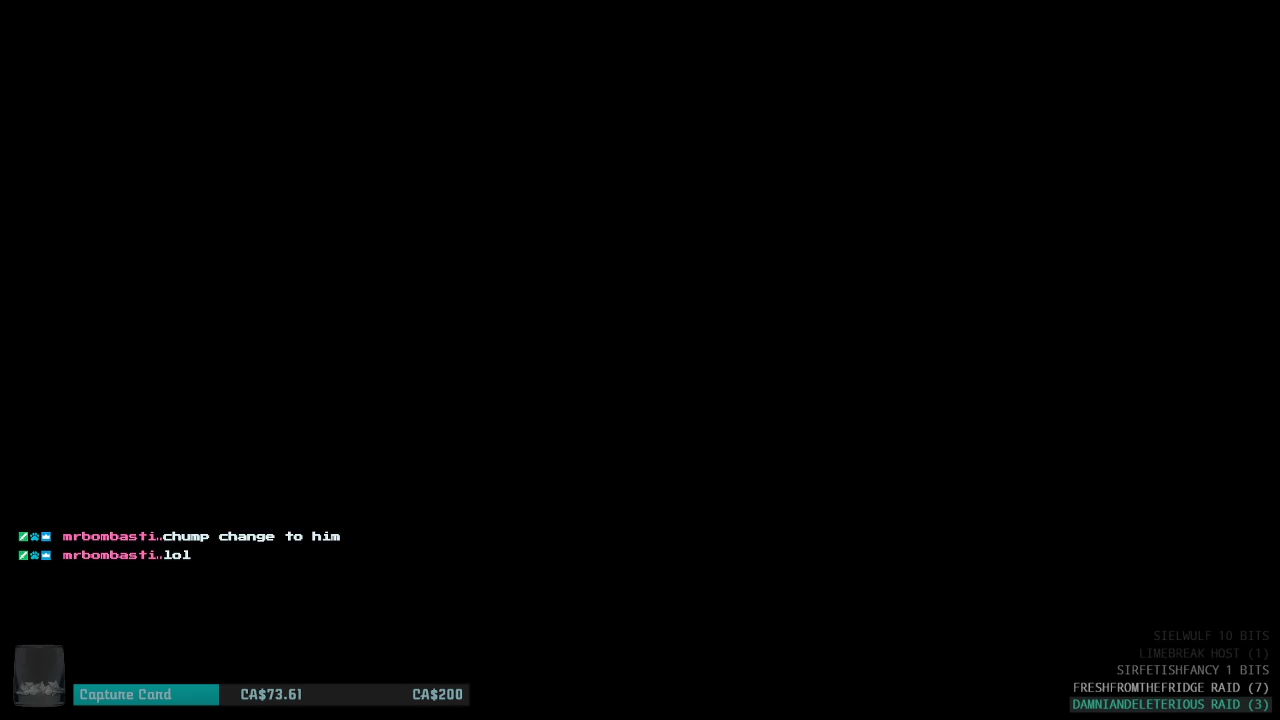 mrbombasti..chump change to him
mrbombasti..lol
SIELWULF 10 BITS
LIMEBREAK HOST (1)
SIRFETISHFANCY 1 BITS
FRESHFROMTHEFRIDGE RAID (7)
Capture Card CA$73.61 CA$200
DAMNIANDELETERIOUS RAID (3)